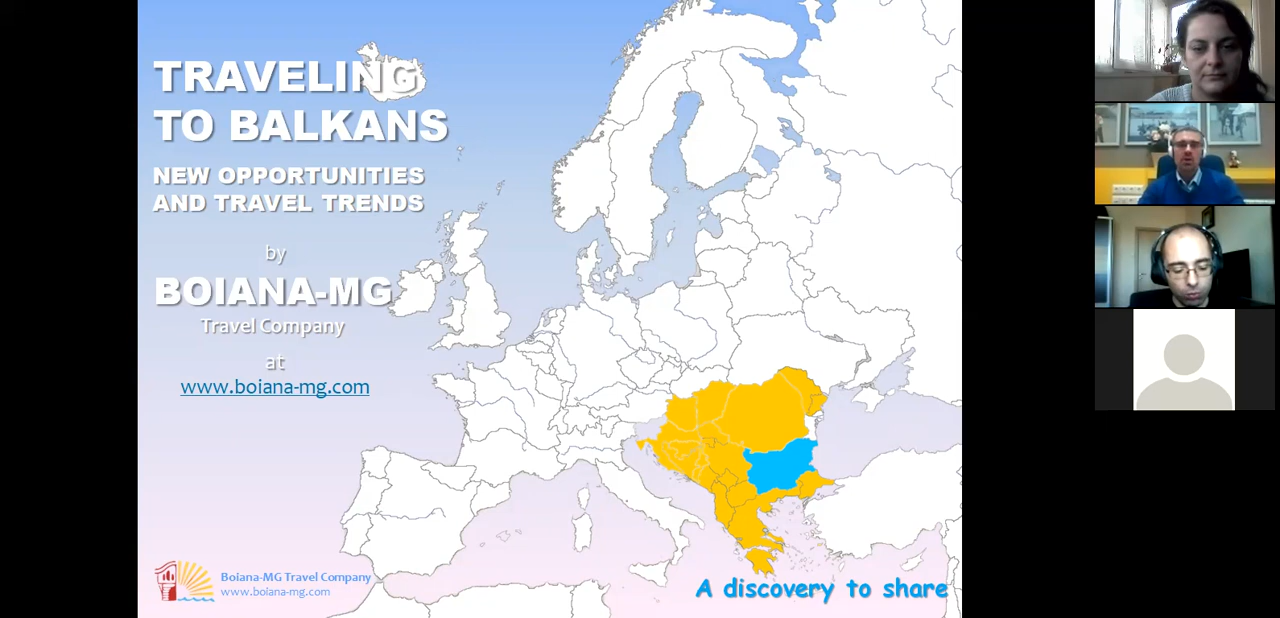 TRAVELING
TO BALKANS
NEW OPPORTUNITIES
AND TRAVEL TRENDS
by
BOIANA-MG
Travel Company
at
www.boiana-mg.com
Boiana-MG Travel Company
www.boiana-mg.com
A discovery to share